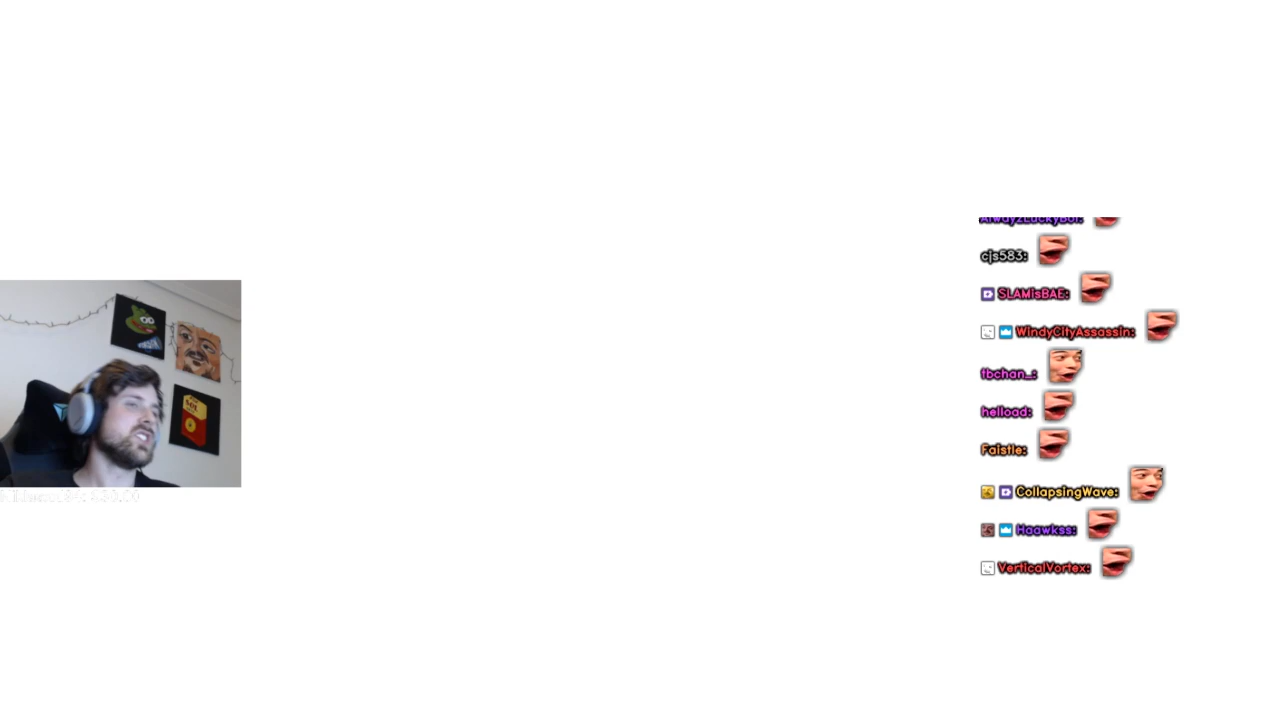 cjs583:
SLAMisBAE:
WindyCityAssassin:
tbchan_:
helload:
Faistle:
CollapsingWave:
Haawkss:
VerticalVortex: